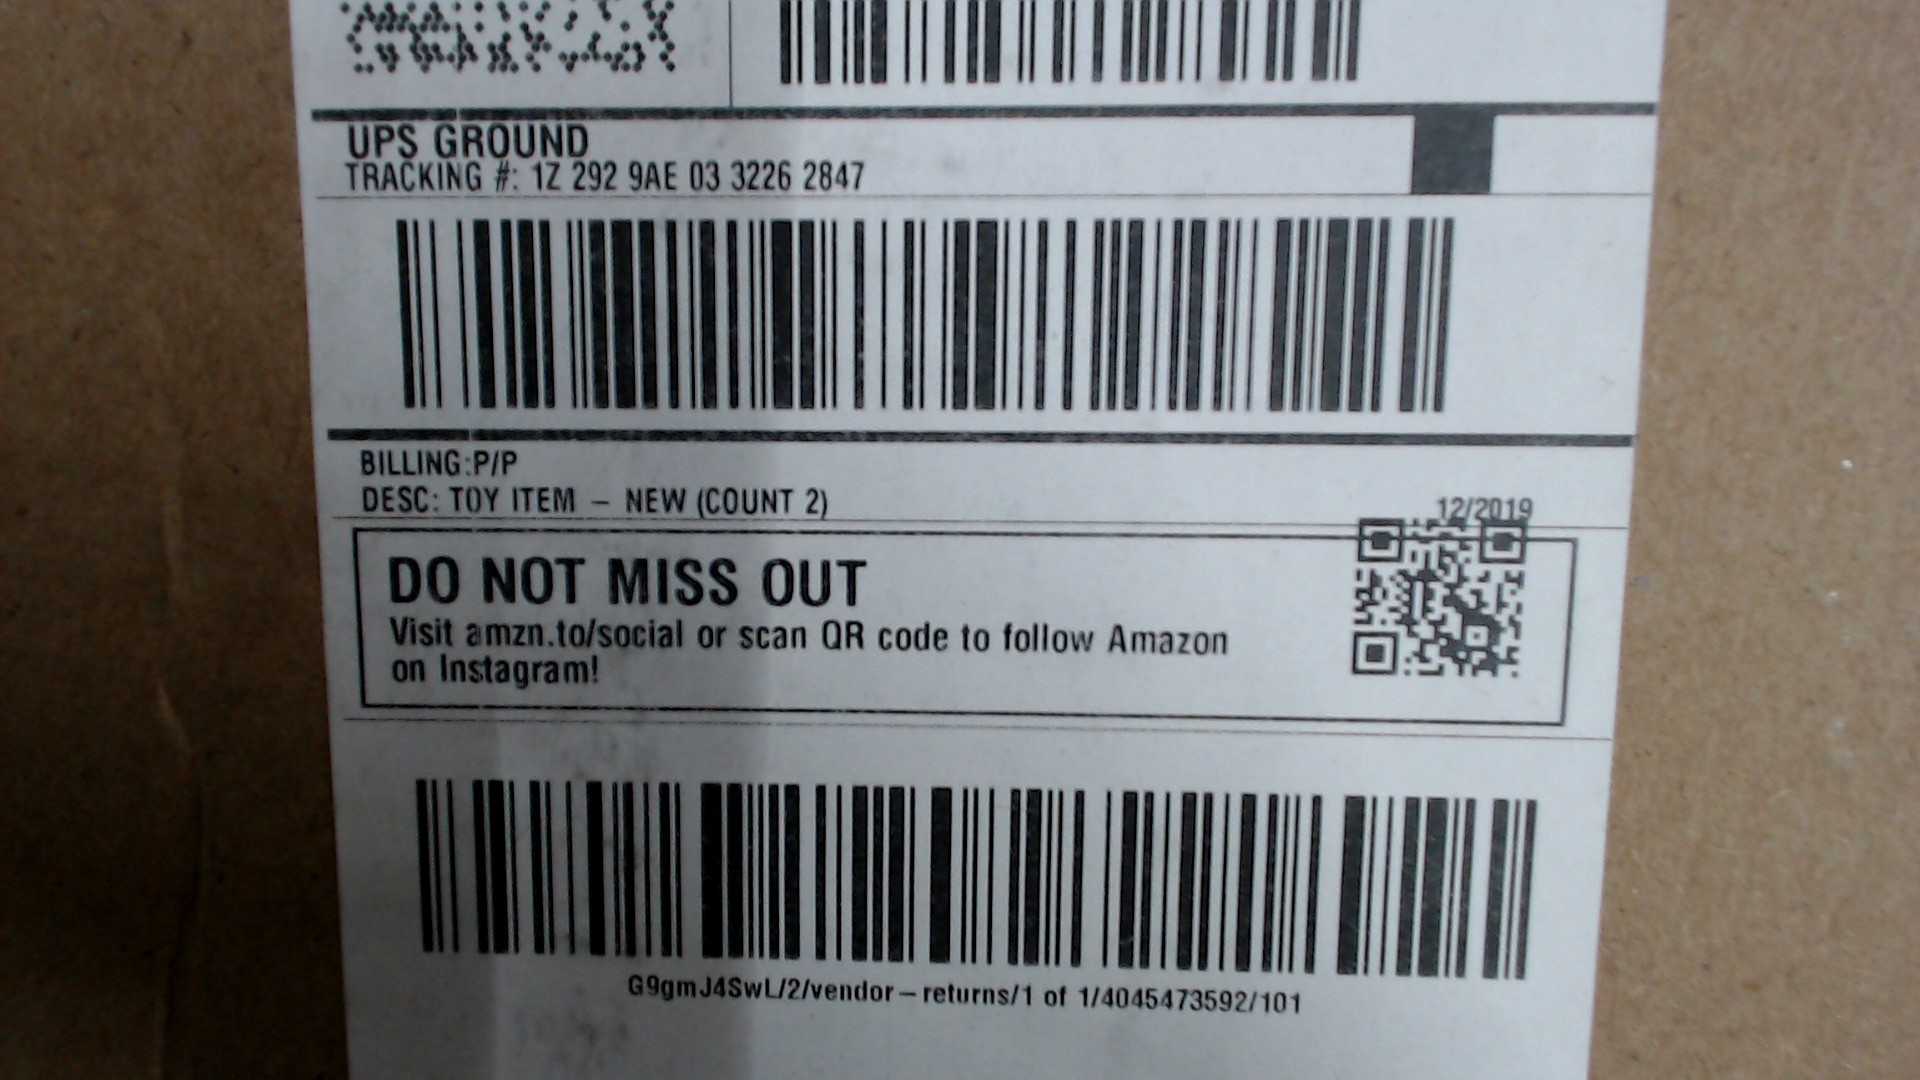 UPS GROUND
TRACKING #: 1Z 292 9AE 03 3226 2847
BILLING:P/P
DESC: TOY ITEM – NEW (COUNT 2)
12/2019
DO NOT MISS OUT
Visit amzn.to/social or scan QR code to follow Amazon
on Instagram!
G9gmJ4SwL/2/vendor–returns/1 of 1/4045473592/101